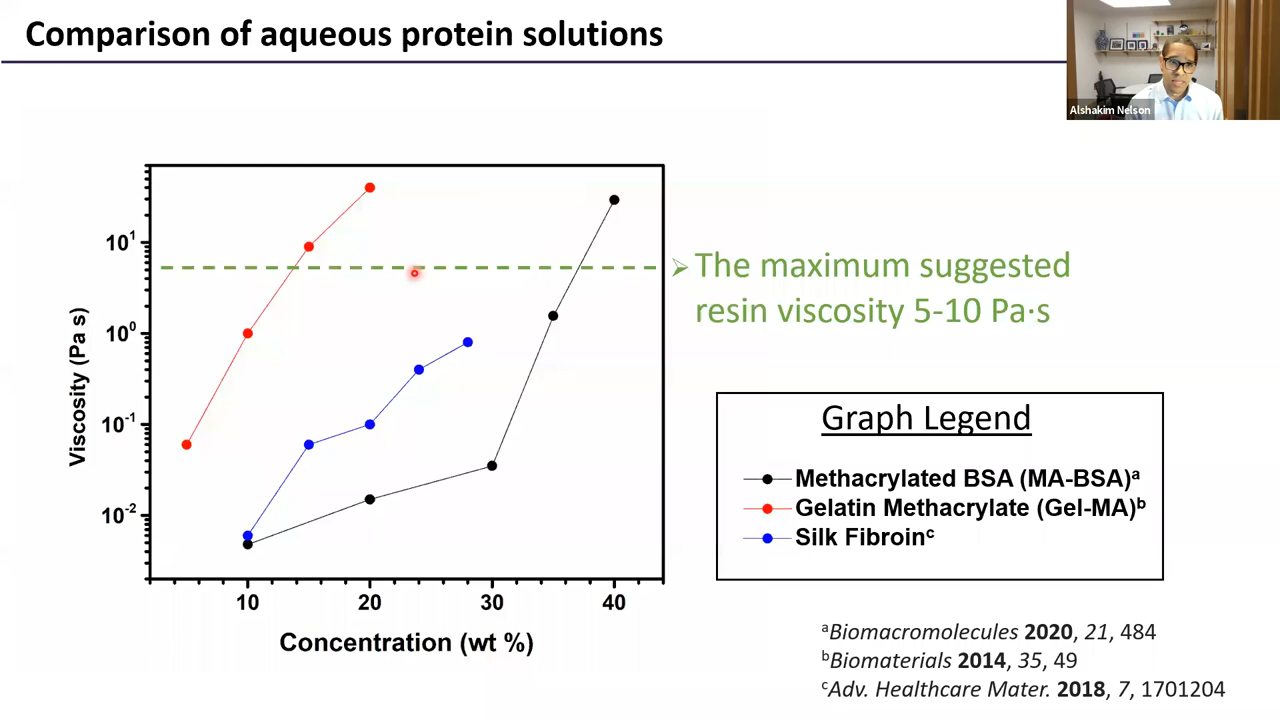 Comparison of aqueous protein solutions
Alshakim Nelson
10¹
10⁰
10⁻¹
10⁻²
Viscosity (Pa s)
10 20 30 40
Concentration (wt %)
➢ The maximum suggested
resin viscosity 5-10 Pa·s
Graph Legend
Methacrylated BSA (MA-BSA)ᵃ
Gelatin Methacrylate (Gel-MA)ᵇ
Silk Fibroinᶜ
ᵃBiomacromolecules 2020, 21, 484
ᵇBiomaterials 2014, 35, 49
ᶜAdv. Healthcare Mater. 2018, 7, 1701204